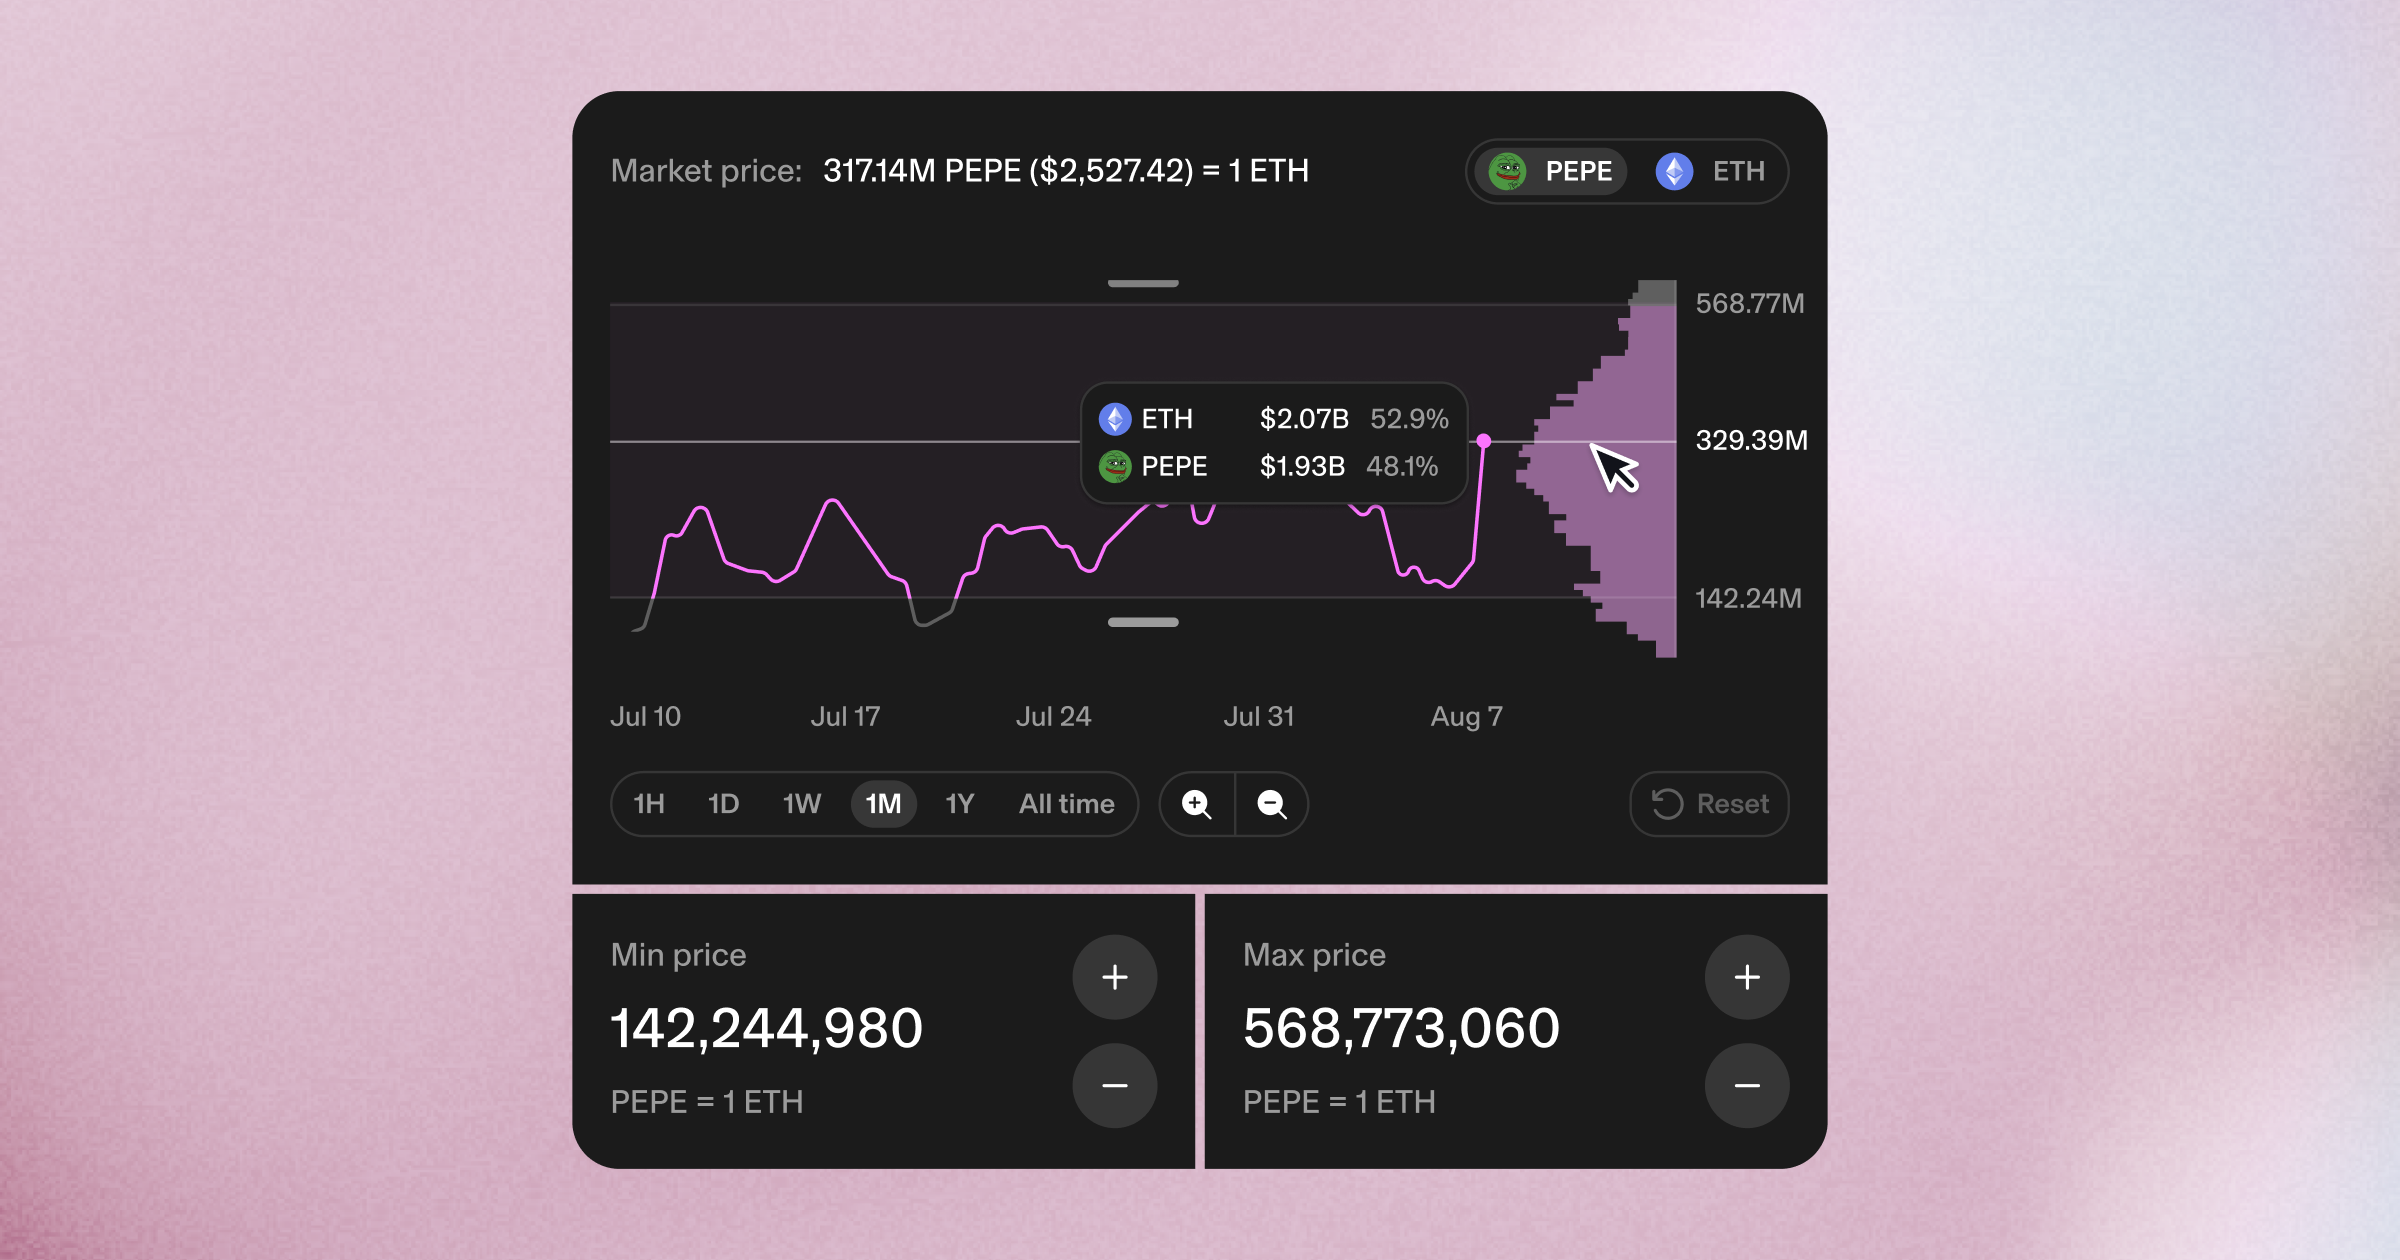 Market price: 317.14M PEPE ($2,527.42) = 1 ETH
PEPE ETH
568.77M
ETH $2.07B 52.9%
329.39M
PEPE $1.93B 48.1%
142.24M
Jul 10 Jul 17 Jul 24 Jul 31 Aug 7
1H 1D 1W 1M 1Y All time
Reset
Min price
142,244,980
PEPE = 1 ETH
Max price
568,773,060
PEPE = 1 ETH